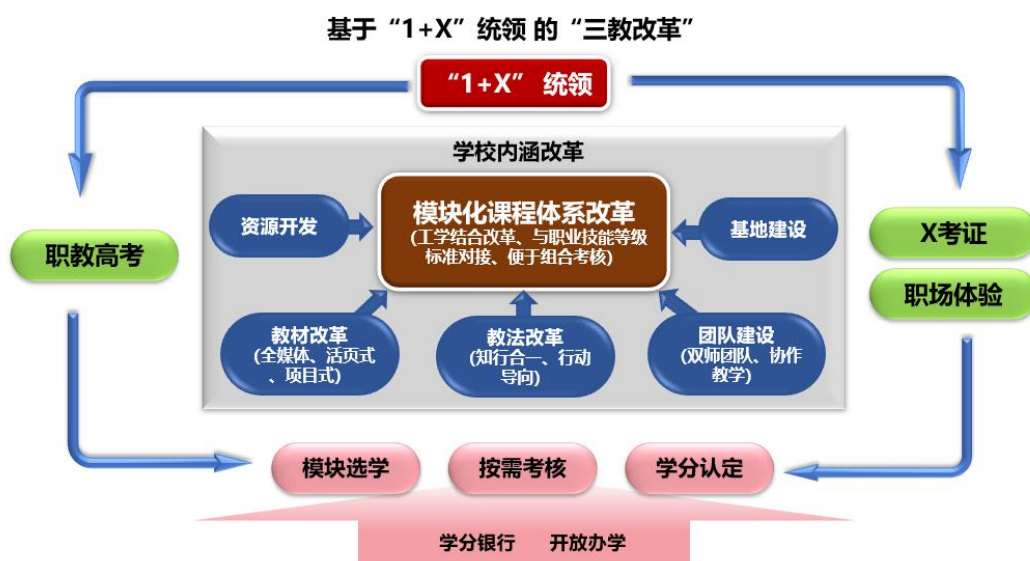 基于“1+X”统领 的“三教改革”
“1+X” 统领
学校内涵改革
资源开发
模块化课程体系改革
(工学结合改革、与职业技能等级
标准对接、便于组合考核)
基地建设
职教高考
X考证
职场体验
教材改革
(全媒体、活页式
、项目式)
教法改革
(知行合一、行动
导向)
团队建设
(双师团队、协作
教学)
模块选学
按需考核
学分认定
学分银行 开放办学